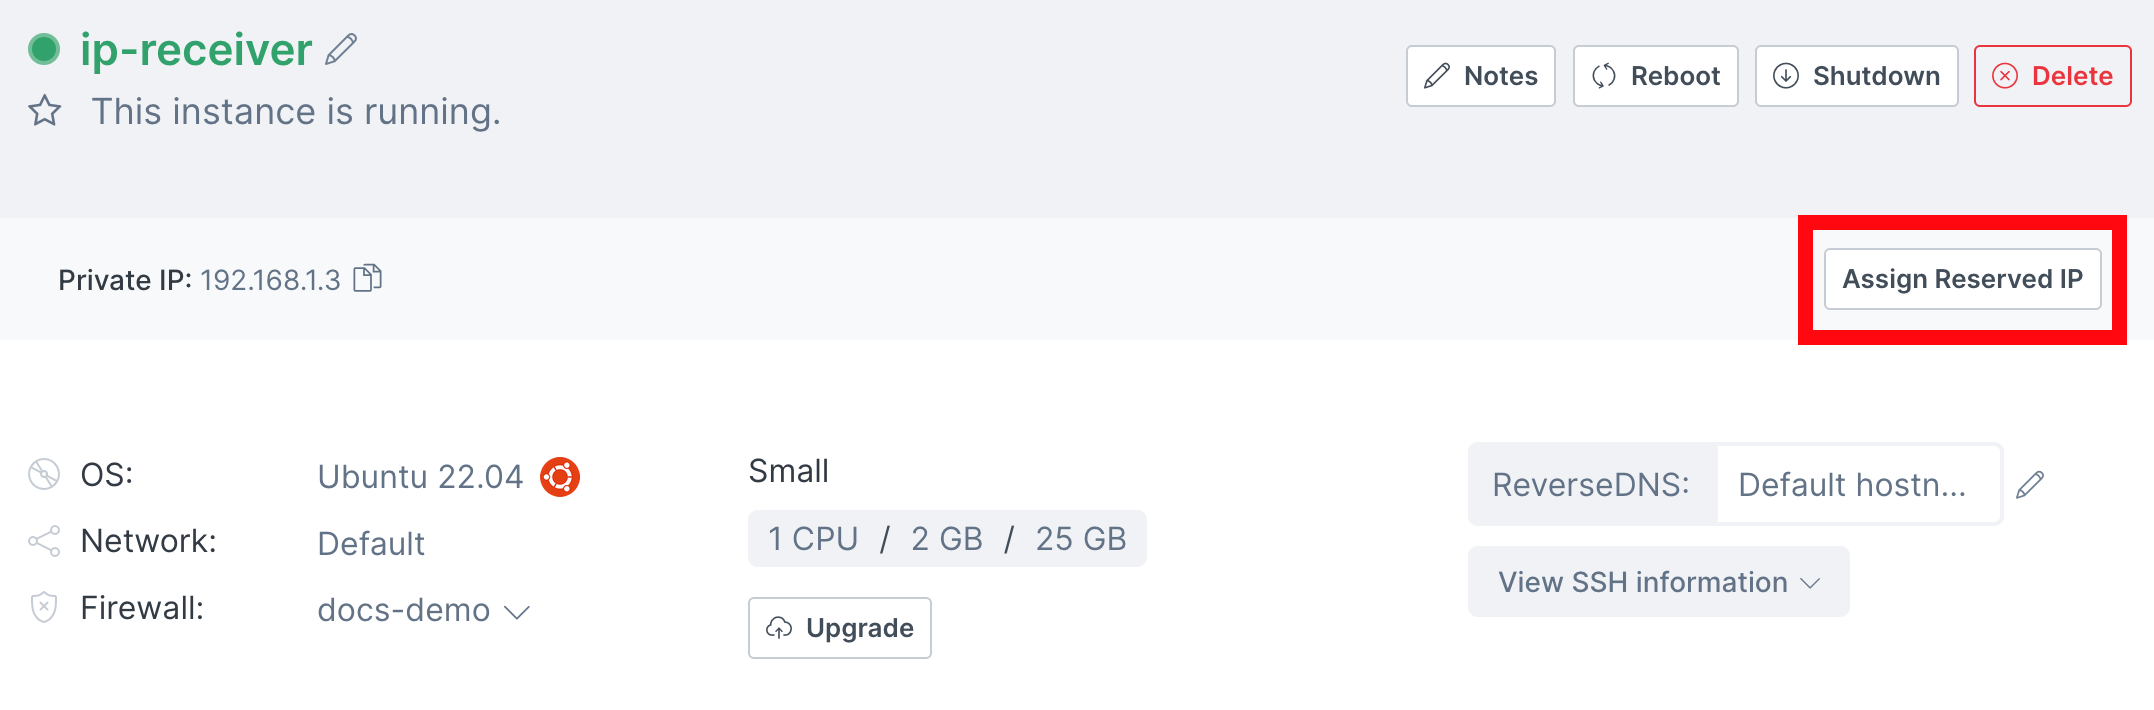 ip-receiver
This instance is running.
Notes
Reboot
Shutdown
Delete
Private IP: 192.168.1.3
Assign Reserved IP
OS: Ubuntu 22.04
Network: Default
Firewall: docs-demo
Small
1 CPU / 2 GB / 25 GB
Upgrade
ReverseDNS: Default hostn...
View SSH information